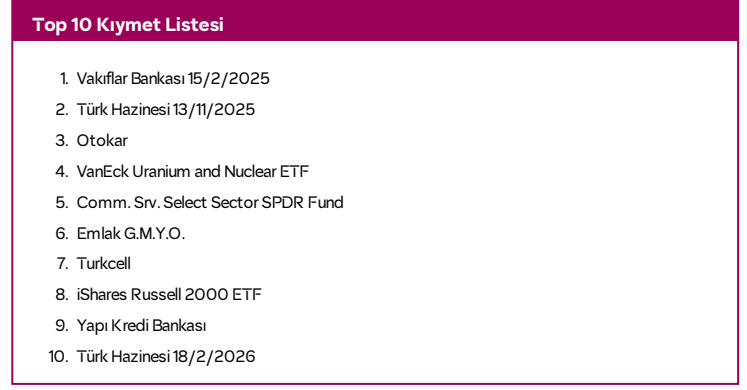 Top 10 Kıymet Listesi
1. Vakıflar Bankası 15/2/2025
2. Türk Hazinesi 13/11/2025
3. Otokar
4. VanEck Uranium and Nuclear ETF
5. Comm. Srv. Select Sector SPDR Fund
6. Emlak G.M.Y.O.
7. Turkcell
8. iShares Russell 2000 ETF
9. Yapı Kredi Bankası
10. Türk Hazinesi 18/2/2026